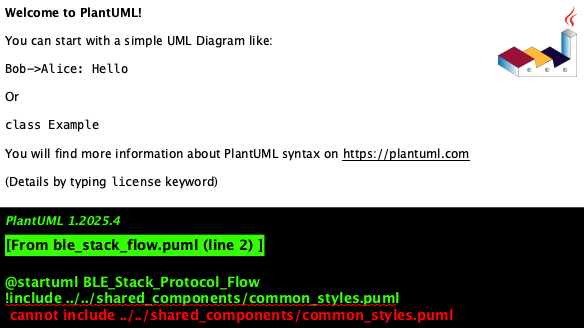 Welcome to PlantUML!
You can start with a simple UML Diagram like:
Bob->Alice: Hello
Or
class Example
You will find more information about PlantUML syntax on https://plantuml.com
(Details by typing license keyword)
PlantUML 1.2025.4
[From ble_stack_flow.puml (line 2) ]
@startuml BLE_Stack_Protocol_Flow
!include ../../shared_components/common_styles.puml
cannot include ../../shared_components/common_styles.puml